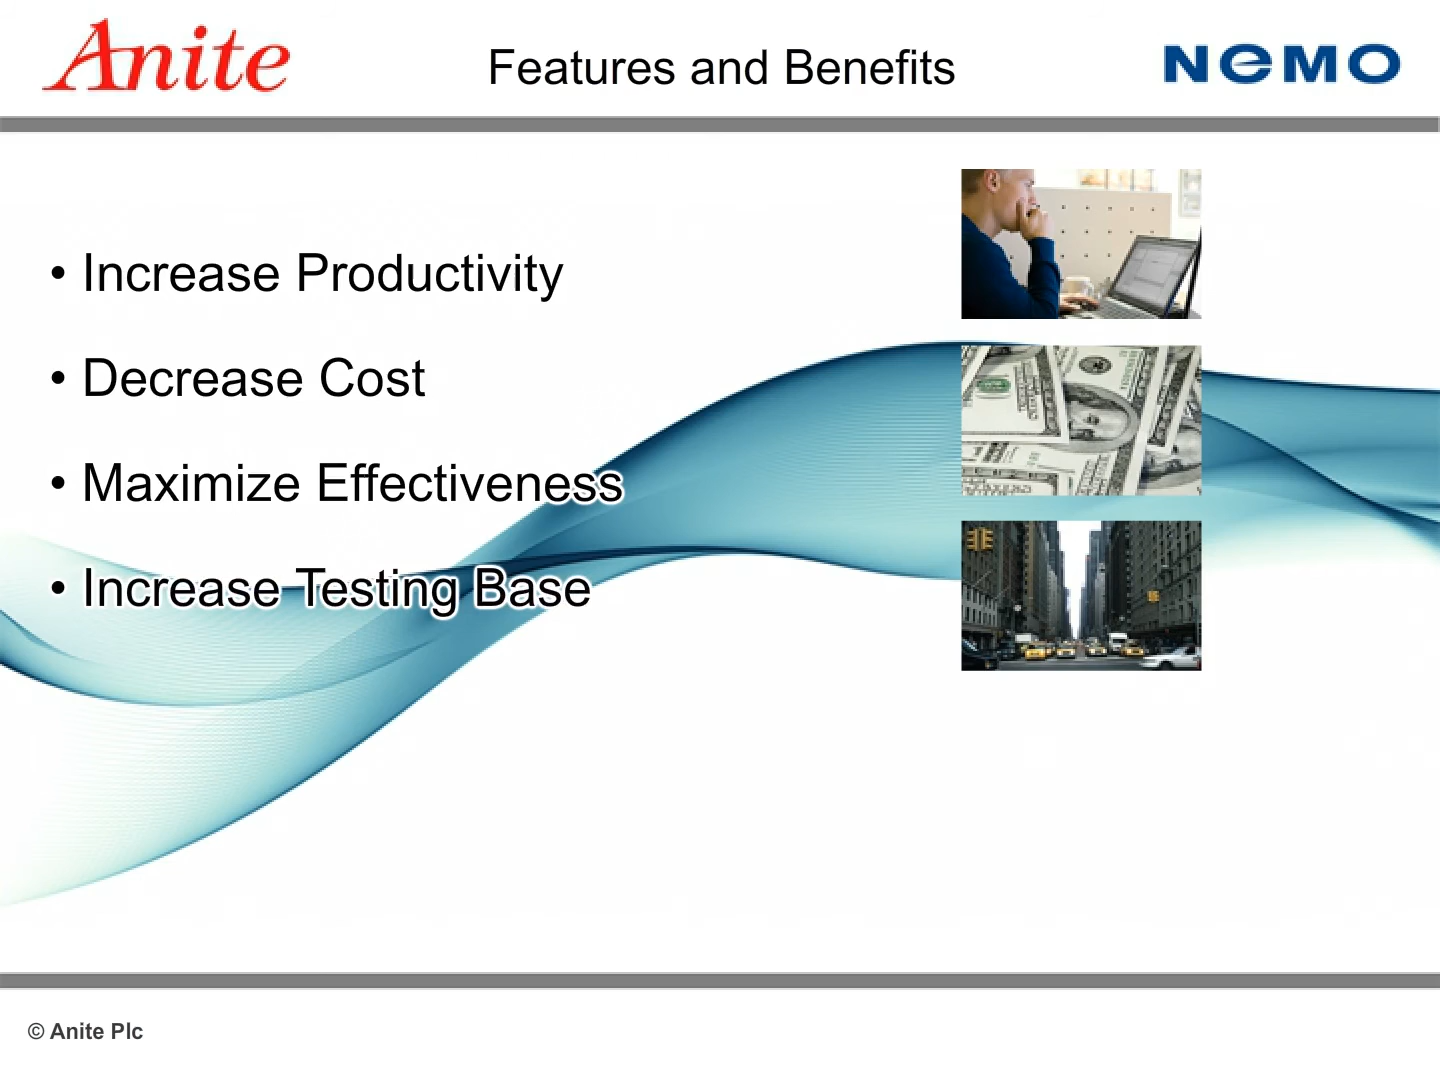 Anite
Features and Benefits
NEMO
• Increase Productivity
• Decrease Cost
• Maximize Effectiveness
• Increase Testing Base
© Anite Plc